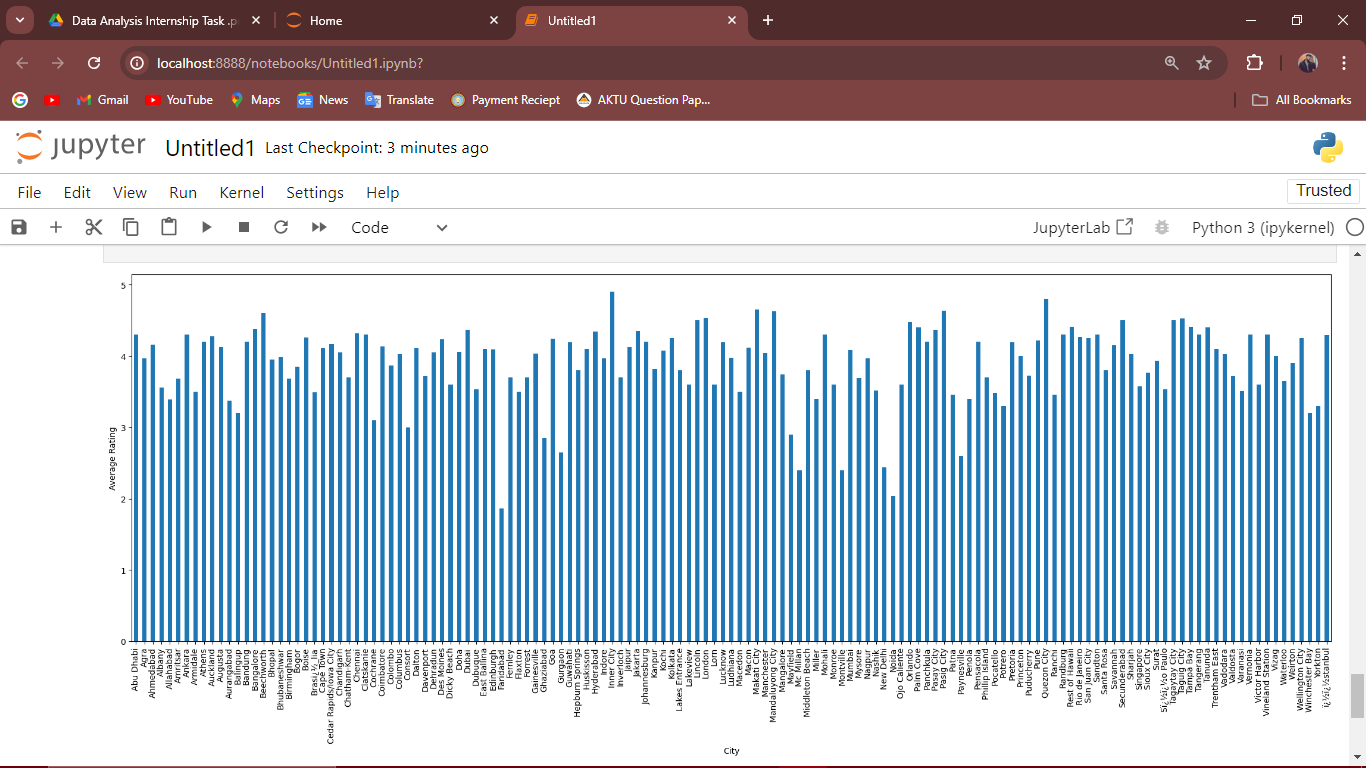 Data Analysis Internship Task .p
Home
Untitled1
localhost:8888/notebooks/Untitled1.ipynb?
Gmail
YouTube
Maps
News
Translate
Payment Reciept
AKTU Question Pap...
All Bookmarks
jupyter
Untitled1
Last Checkpoint: 3 minutes ago
File
Edit
View
Run
Kernel
Settings
Help
Trusted
Code
JupyterLab
Python 3 (ipykernel)
5
4
3
2
1
0
Average Rating
Abu Dhabi
Agra
Ahmedabad
Albany
Allahabad
Amritsar
Ankara
Armidale
Athens
Auckland
Augusta
Aurangabad
Balingup
Bandung
Bangalore
Beechworth
Bhopal
Bhubaneshwar
Birmingham
Bogor
Boise
Brasï¿½lia
Cape Town
Cedar Rapids/Iowa City
Chandigarh
Chatham-Kent
Chennai
Clatskanie
Cochrane
Coimbatore
Colombo
Columbus
Consort
Dalton
Davenport
Dehradun
Des Moines
Dicky Beach
Doha
Dubai
Dubuque
East Ballina
Edinburgh
Faridabad
Fernley
Flaxton
Forrest
Gainesville
Ghaziabad
Goa
Gurgaon
Guwahati
Hepburn Springs
Huskisson
Hyderabad
Indore
Inner City
Inverloch
Jaipur
Jakarta
Johannesburg
Kanpur
Kochi
Kolkata
Lakes Entrance
Lakeview
Lincoln
London
Lorn
Lucknow
Ludhiana
Macedon
Macon
Makati City
Manchester
Mandaluyong City
Mangalore
Mayfield
Mc Millan
Middleton Beach
Miller
Mohali
Monroe
Montville
Mumbai
Mysore
Nagpur
Nashik
New Delhi
Noida
Ojo Caliente
Orlando
Palm Cove
Panchkula
Pasay City
Pasig City
Patna
Paynesville
Penola
Pensacola
Phillip Island
Pocatello
Potrero
Pretoria
Princeton
Puducherry
Pune
Quezon City
Ranchi
Randburg
Rest of Hawaii
Rio de Janeiro
San Juan City
Sandton
Santa Rosa
Savannah
Secunderabad
Sharjah
Singapore
Sioux City
Surat
Sï¿½ï¿½o Paulo
Tagaytay City
Taguig City
Tampa Bay
Tangerang
Tanunda
Trentham East
Vadodara
Valdosta
Varanasi
Vernonia
Victor Harbor
Vineland Station
Vizag
Waterloo
Weirton
Wellington City
Winchester Bay
Yorkton
ï¿½ï¿½stanbul
City